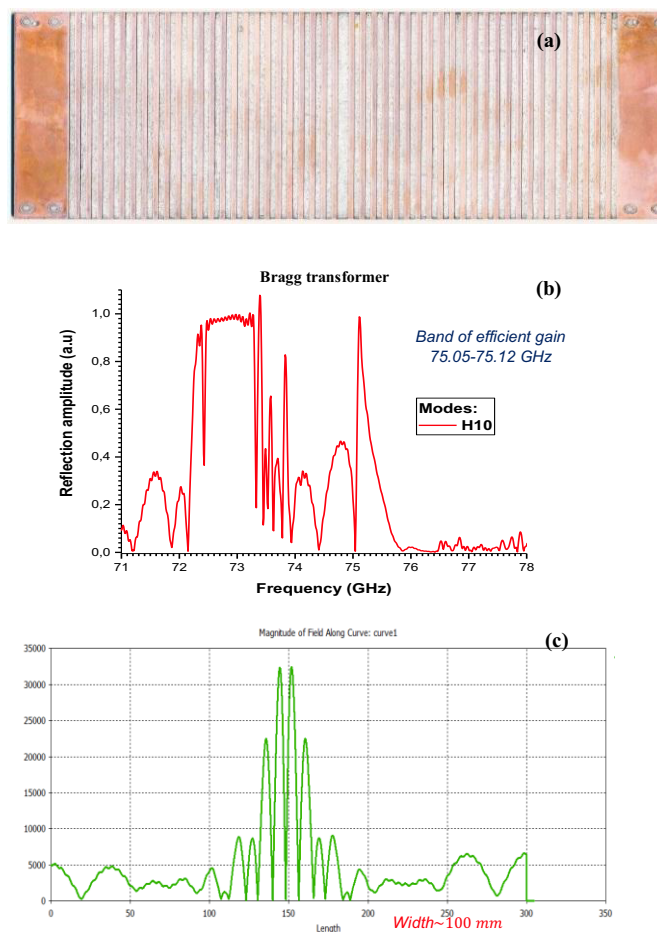 (a)
Bragg transformer
(b)
1,0
0,8
0,6
0,4
0,2
0,0
Reflection amplitude (a.u)
Band of efficient gain
75.05-75.12 GHz
Modes:
H10
71 72 73 74 75 76 77 78
Frequency (GHz)
(c)
Magnitude of Field Along Curve: curve1
35000
30000
25000
20000
15000
10000
5000
0
0 50 100 150 200 250 300 350
Length
Width~100 mm